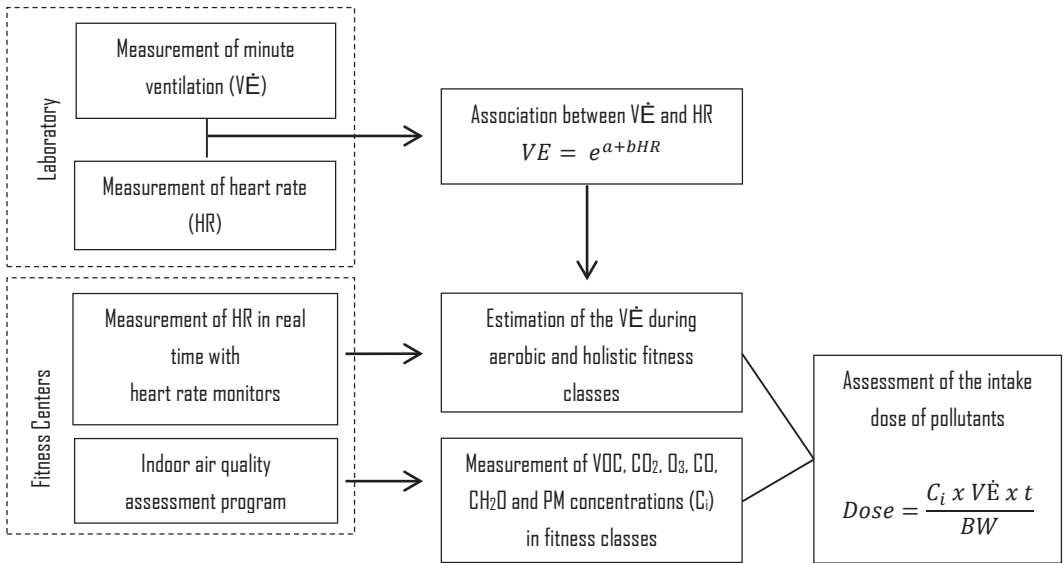 Laboratory
Measurement of minute
ventilation (VĖ)
Measurement of heart rate
(HR)
Association between VĖ and HR
VE = e^{a+bHR}
Fitness Centers
Measurement of HR in real
time with
heart rate monitors
Estimation of the VĖ during
aerobic and holistic fitness
classes
Indoor air quality
assessment program
Measurement of VOC, CO₂, O₃, CO,
CH₂O and PM concentrations (Cᵢ)
in fitness classes
Assessment of the intake
dose of pollutants
Dose = \frac{C_i x VĖ x t}{BW}